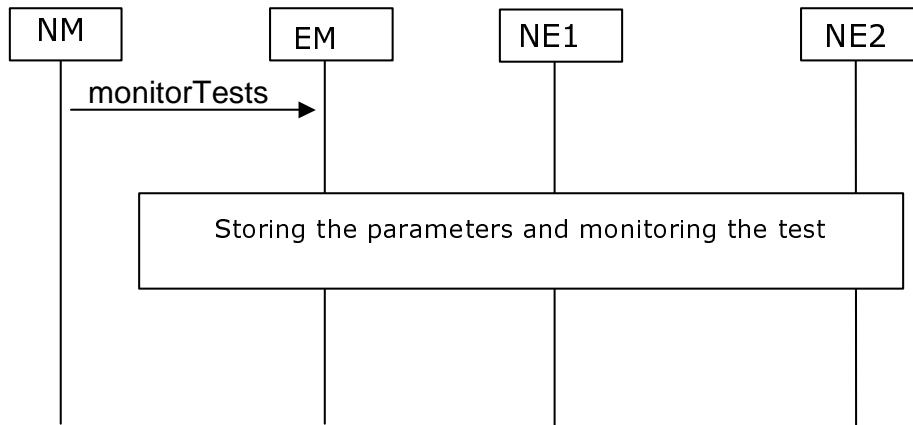 NM
EM
NE1
NE2
monitorTests
Storing the parameters and monitoring the test